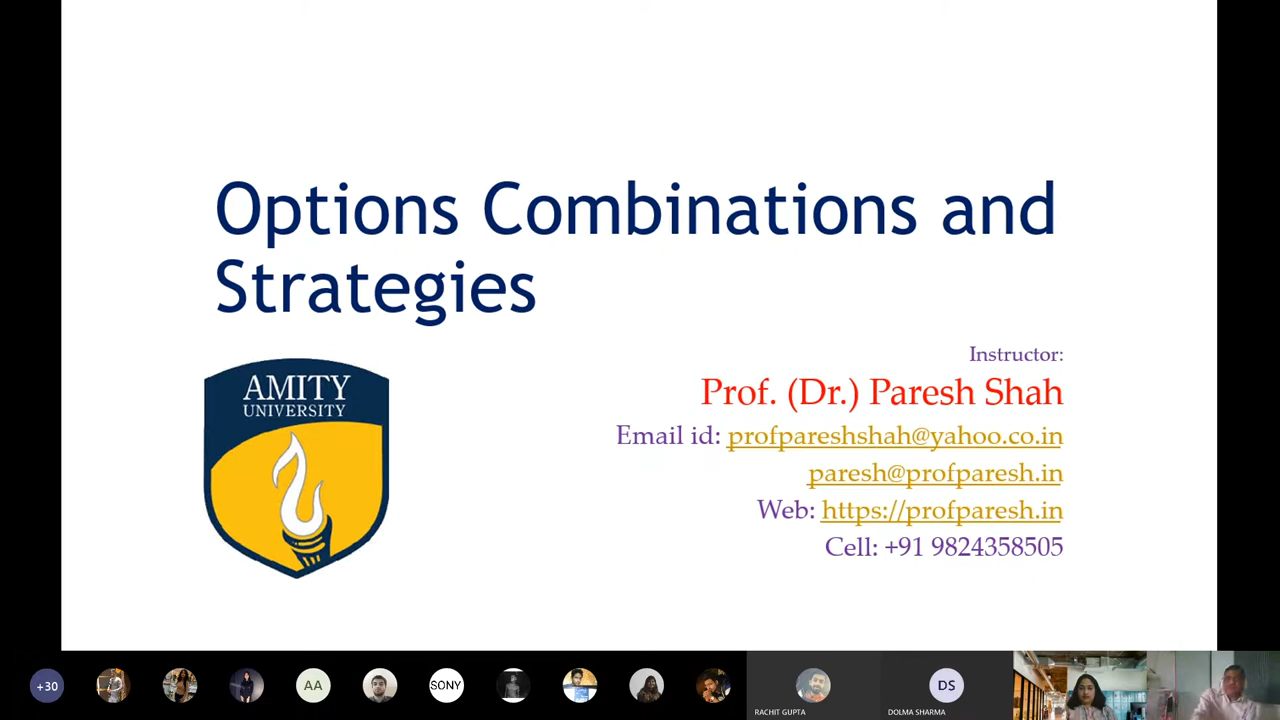 Options Combinations and
Strategies
AMITY
UNIVERSITY
Instructor:
Prof. (Dr.) Paresh Shah
Email id: profpareshshah@yahoo.co.in
paresh@profparesh.in
Web: https://profparesh.in
Cell: +91 9824358505
+30
AA
SONY
DS
RACHIT GUPTA
DOLMA SHARMA